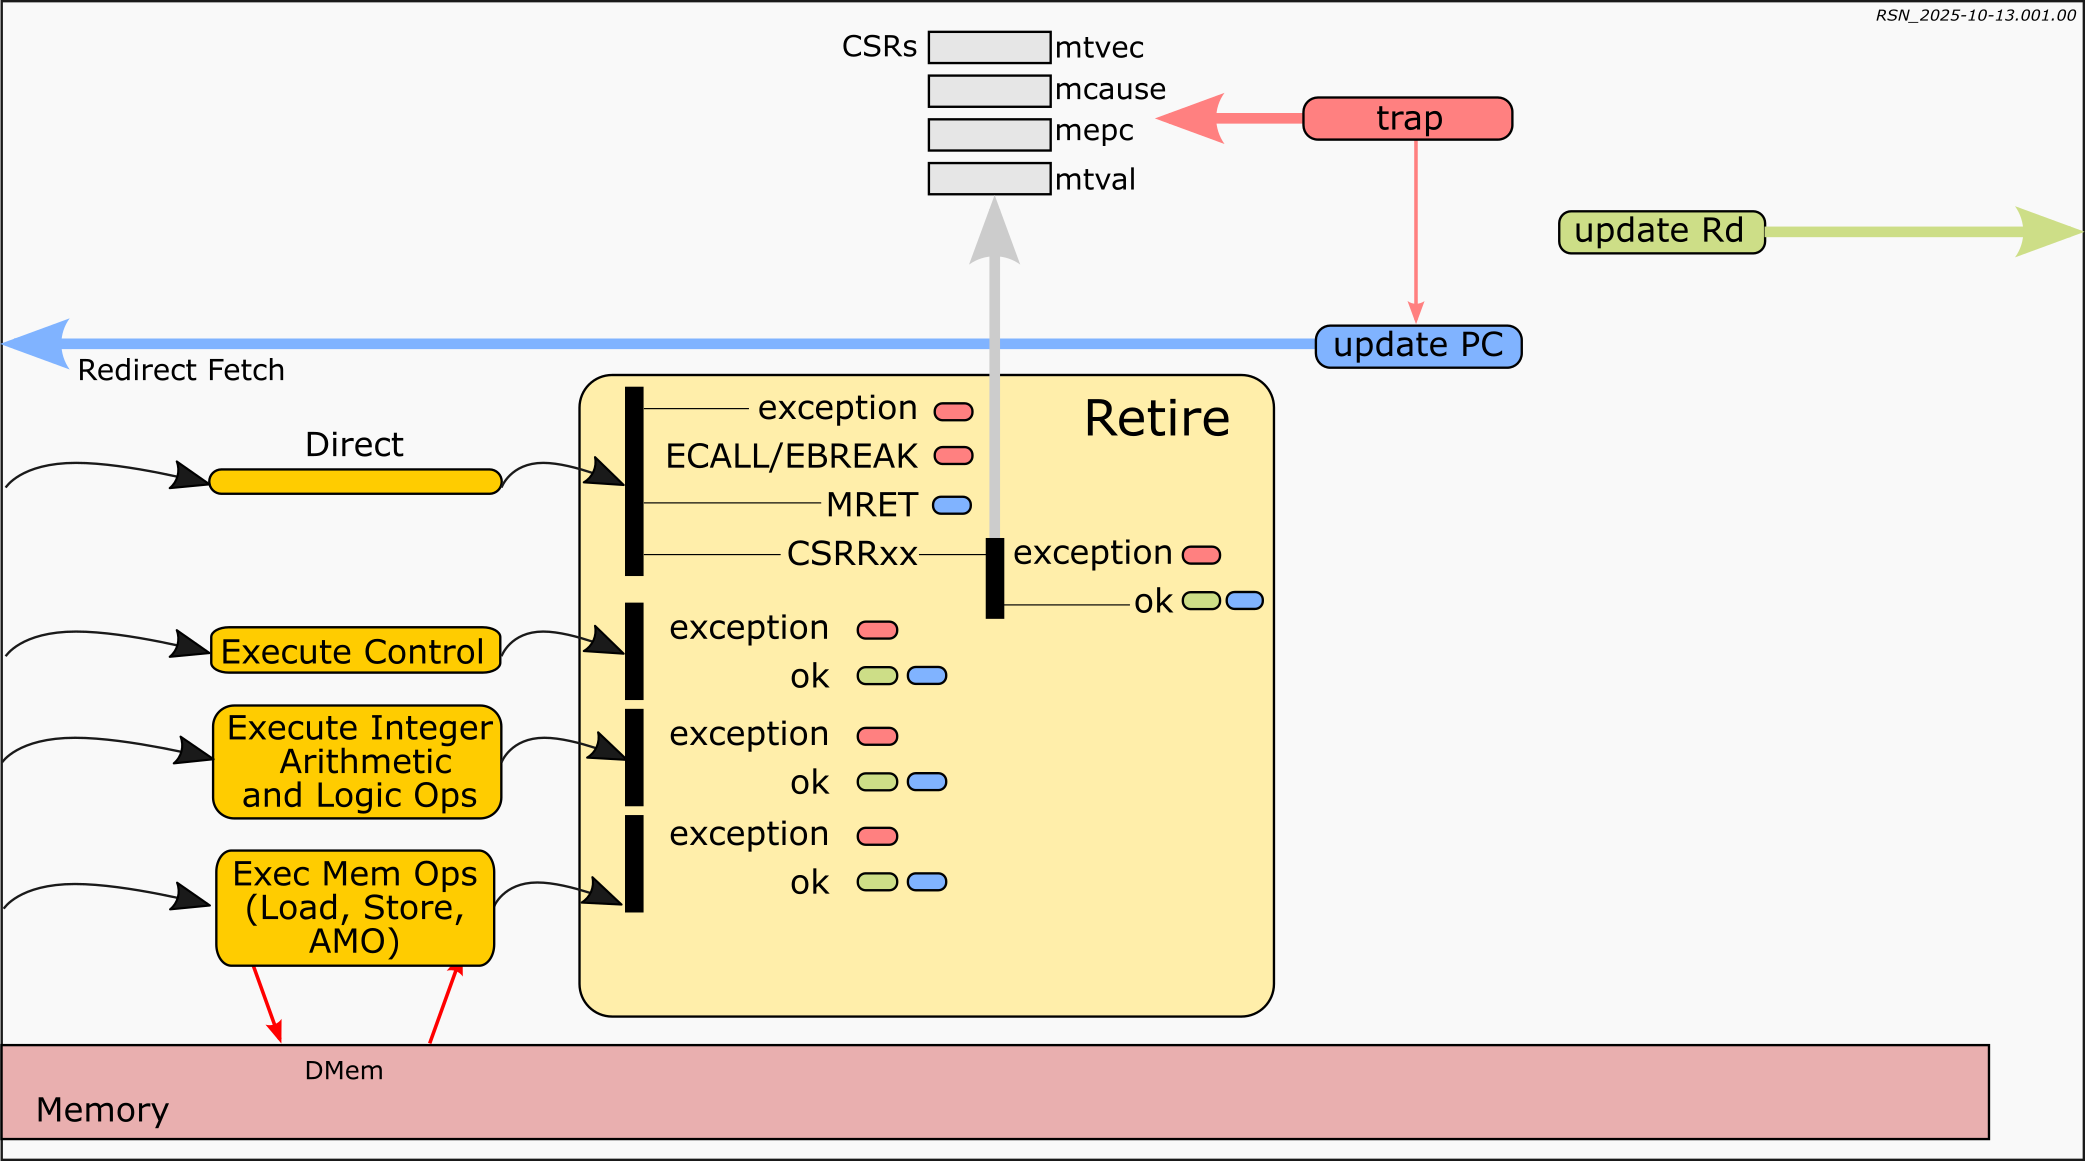 RSN_2025-10-13.001.00
CSRs
mtvec
mcause
mepc
mtval
trap
update Rd
update PC
Redirect Fetch
Retire
Direct
exception
ECALL/EBREAK
MRET
CSRRxx
exception
ok
Execute Control
exception
ok
Execute Integer
Arithmetic
and Logic Ops
exception
ok
Exec Mem Ops
(Load, Store,
AMO)
exception
ok
DMem
Memory